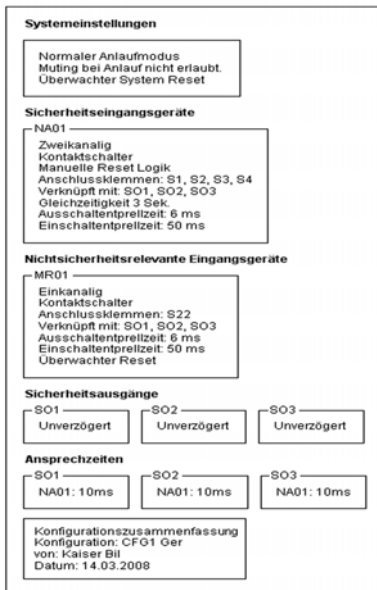 Systemeinstellungen
Normaler Anlaufmodus
Muting bei Anlauf nicht erlaubt.
Überwachter System Reset
Sicherheitseingangsgeräte
NA01
Zweikanalig
Kontaktschalter
Manuelle Reset Logik
Anschlussklemmen: S1, S2, S3, S4
Verknüpft mit: SO1, SO2, SO3
Gleichzeitigkeit 3 Sek.
Ausschaltentprellzeit: 6 ms
Einschaltentprellzeit: 50 ms
Nichtsicherheitsrelevante Eingangsgeräte
MR01
Einkanalig
Kontaktschalter
Anschlussklemmen: S22
Verknüpft mit: SO1, SO2, SO3
Ausschaltentprellzeit: 6 ms
Einschaltentprellzeit: 50 ms
Überwachter Reset
Sicherheitsausgänge
SO1 SO2 SO3
Unverzögert Unverzögert Unverzögert
Ansprechzeiten
SO1 SO2 SO3
NA01: 10ms NA01: 10ms NA01: 10ms
Konfigurationszusammenfassung
Konfiguration: CFG1 Ger
von: Kaiser Bil
Datum: 14.03.2008